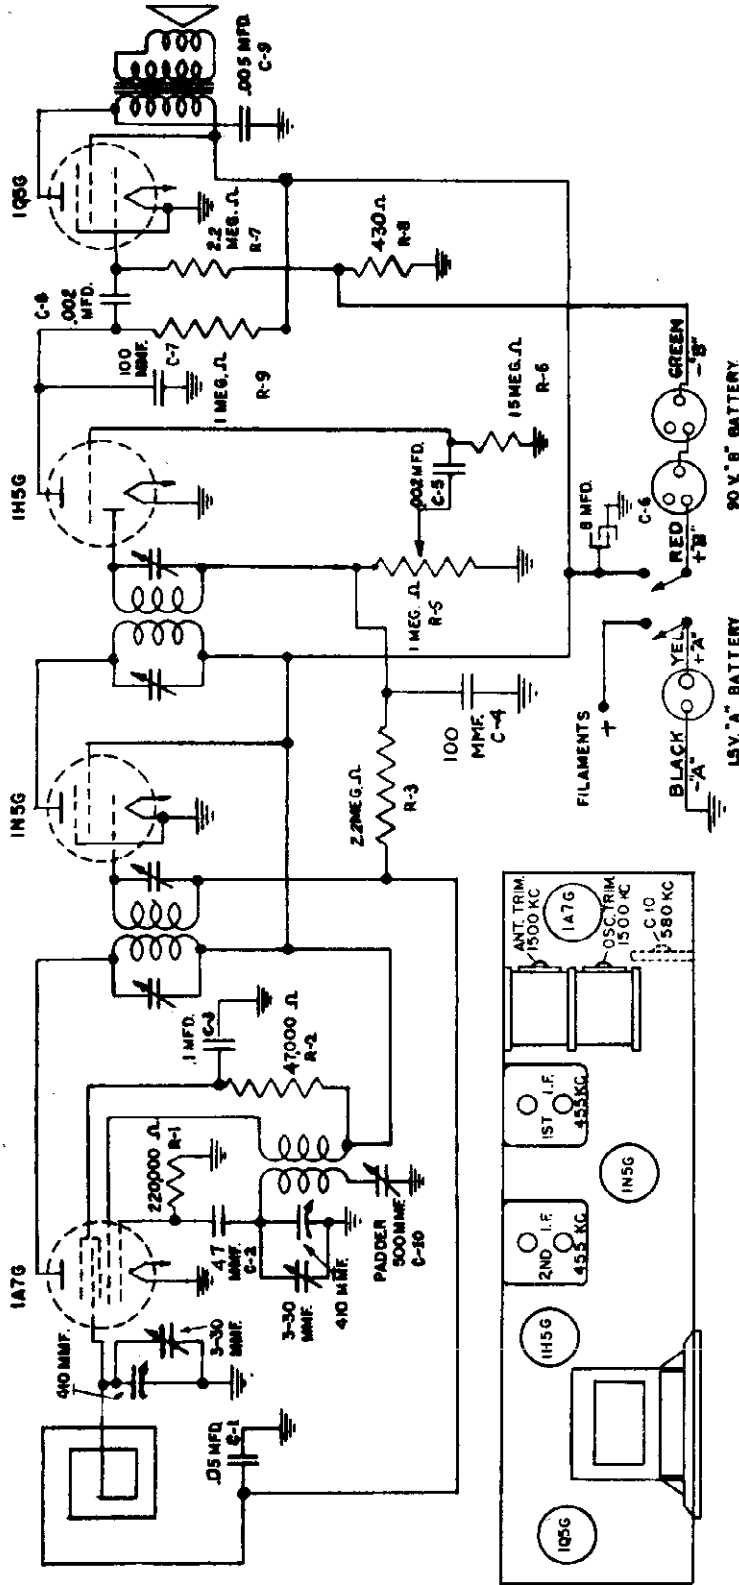 1A7G
1N5G
1H5G
1Q5G
410 MMF.
3-30
MMF.
.05 MFD.
C-1
220,000 Ω
R-1
47
MMF.
C-2
3-30
MMF.
410 MMF.
PADDER
500 MMF.
C-10
.1 MFD.
C-3
47,000 Ω
R-2
2.2 MEG. Ω
R-3
100
MMF.
C-4
1 MEG. Ω
R-5
.002 MFD.
C-5
15 MEG. Ω
R-6
100
MMF.
C-7
1 MEG. Ω
R-9
C-8
.002
MFD.
2.2
MEG. Ω
R-7
430 Ω
R-8
.005 MFD.
C-9
FILAMENTS
+
BLACK
-"A"
YEL.
+"A"
1.5 V. "A" BATTERY
8 MFD.
C-6
RED
+"B"
GREEN
-"B"
90 V. "B" BATTERY
1Q5G
1H5G
2ND I.F.
455 KC
1N5G
1ST I.F.
455 KC
ANT. TRIM.
1500 KC
1A7G
OSC. TRIM.
1500 KC
C 10
580 KC